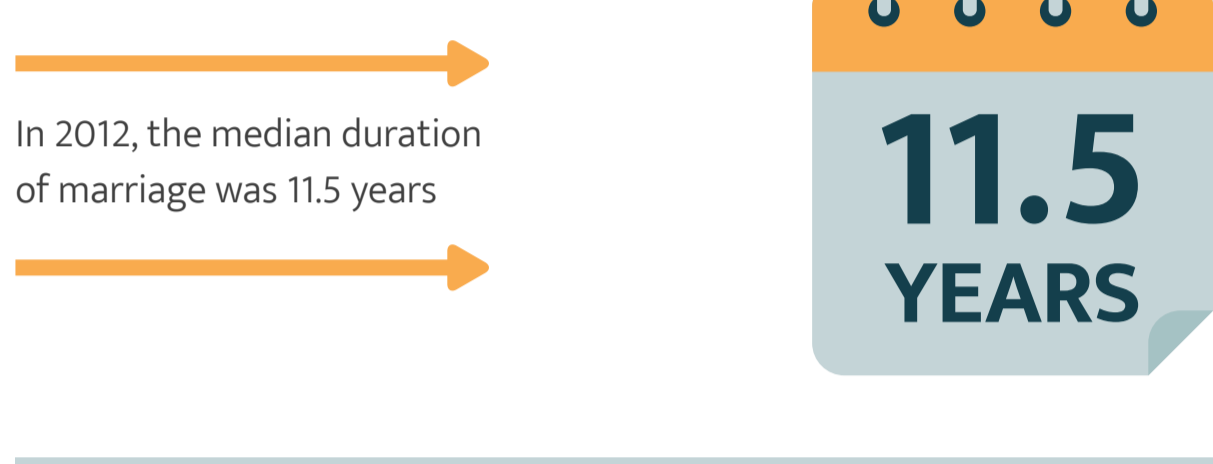 In 2012, the median duration
of marriage was 11.5 years
11.5
YEARS